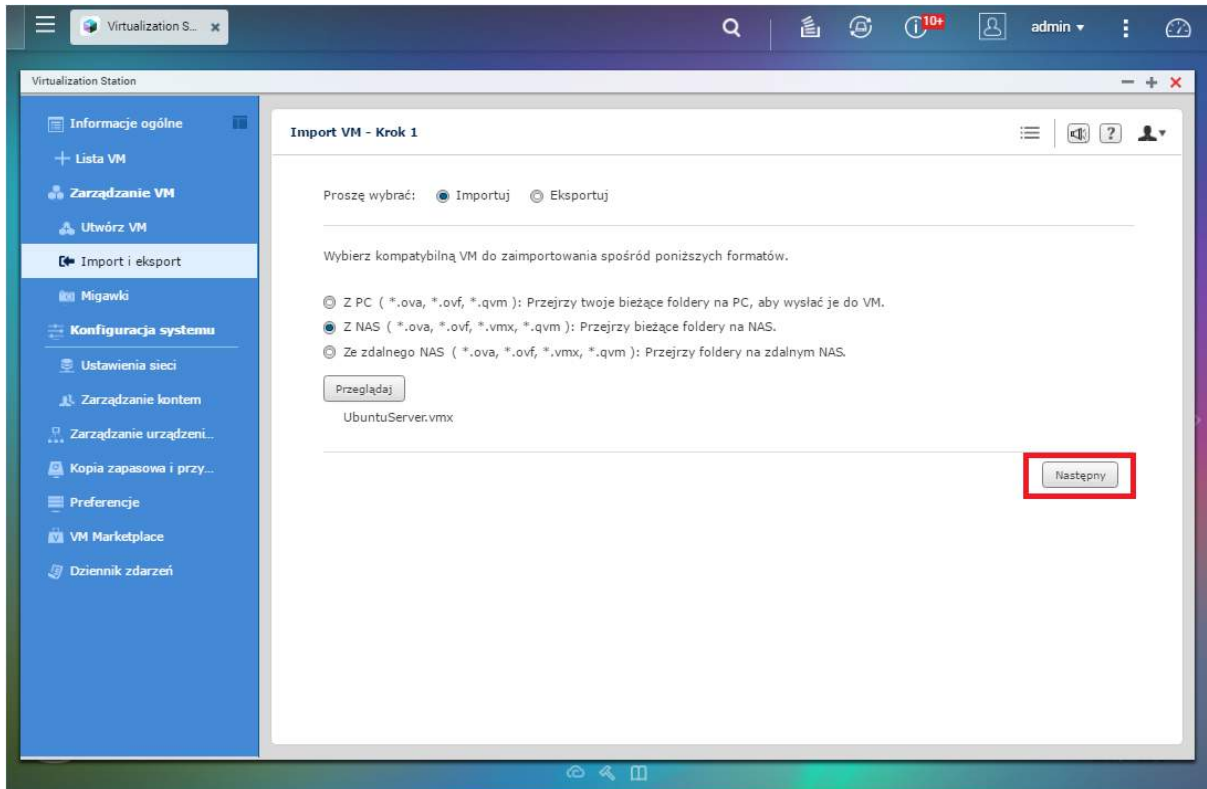 Virtualization S...
10+
admin
Virtualization Station
Informacje ogólne
Lista VM
Zarządzanie VM
Utwórz VM
Import i eksport
Migawki
Konfiguracja systemu
Ustawienia sieci
Zarządzanie kontem
Zarządzanie urządzeni...
Kopia zapasowa i przy...
Preferencje
VM Marketplace
Dziennik zdarzeń
Import VM - Krok 1
Proszę wybrać: Importuj Eksportuj
Wybierz kompatybilną VM do zaimportowania spośród poniższych formatów.
Z PC ( *.ova, *.ovf, *.qvm ): Przejrzy twoje bieżące foldery na PC, aby wysłać je do VM.
Z NAS ( *.ova, *.ovf, *.vmx, *.qvm ): Przejrzy bieżące foldery na NAS.
Ze zdalnego NAS ( *.ova, *.ovf, *.vmx, *.qvm ): Przejrzy foldery na zdalnym NAS.
Przeglądaj
UbuntuServer.vmx
Następny